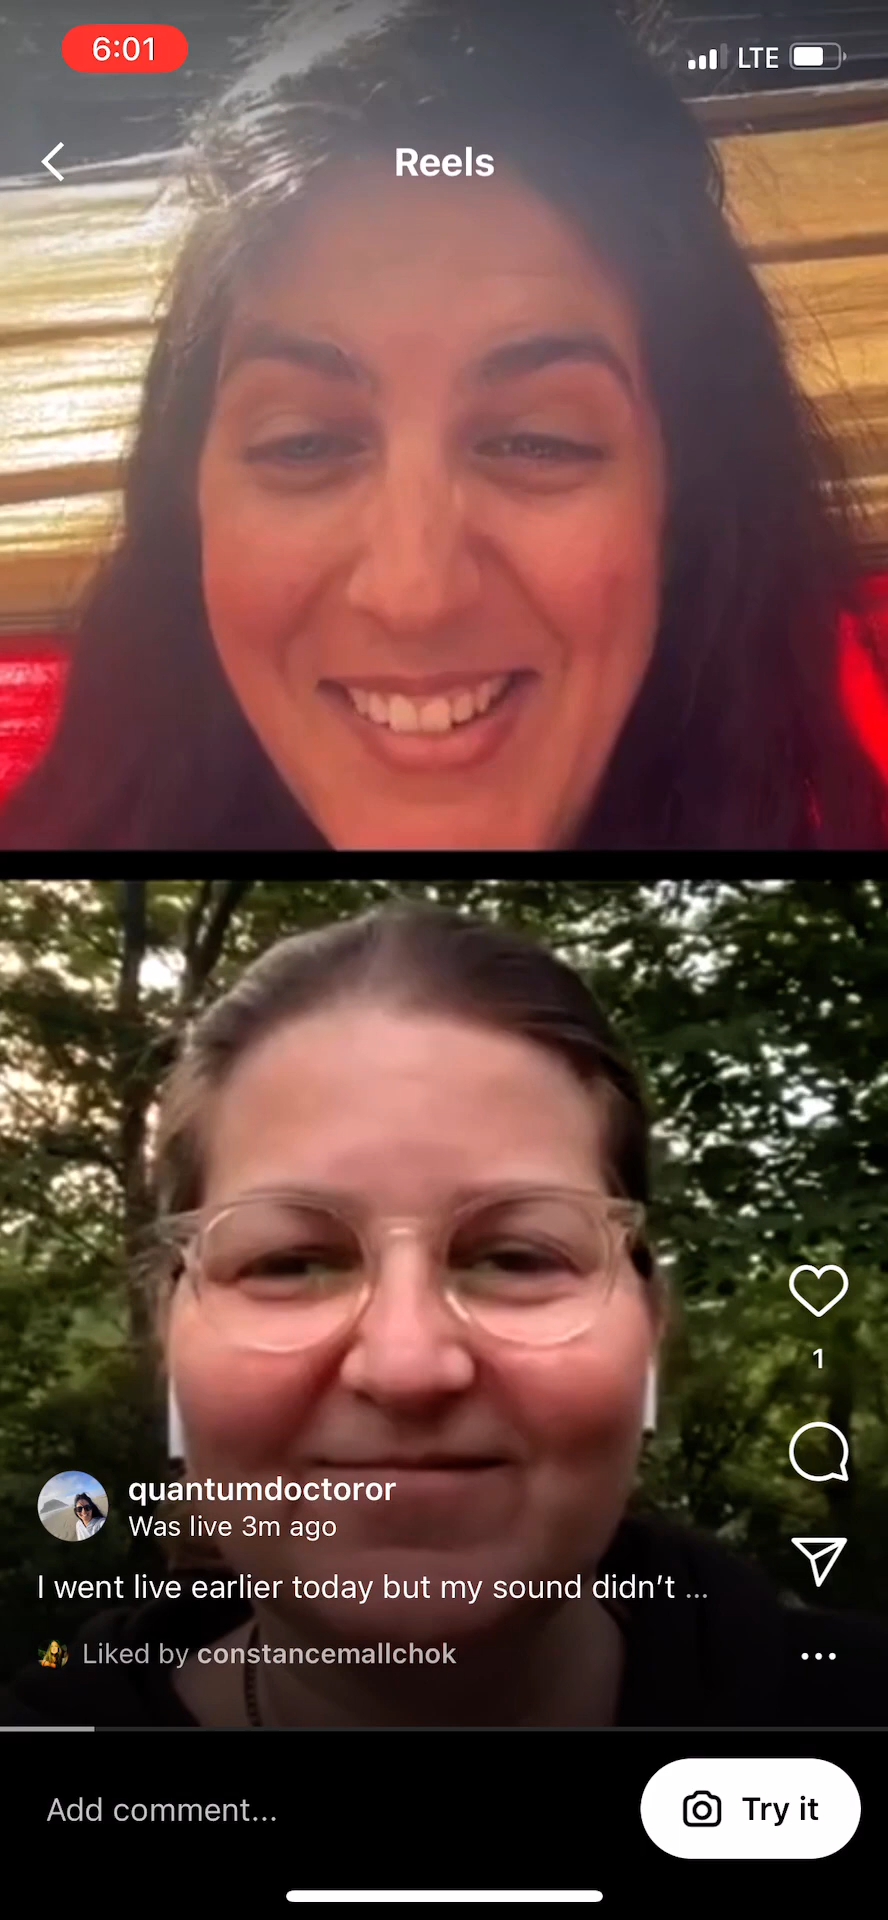 6:01
LTE
Reels
1
quantumdoctoror
Was live 3m ago
I went live earlier today but my sound didn’t ...
Liked by constancemallchok
Add comment...
Try it